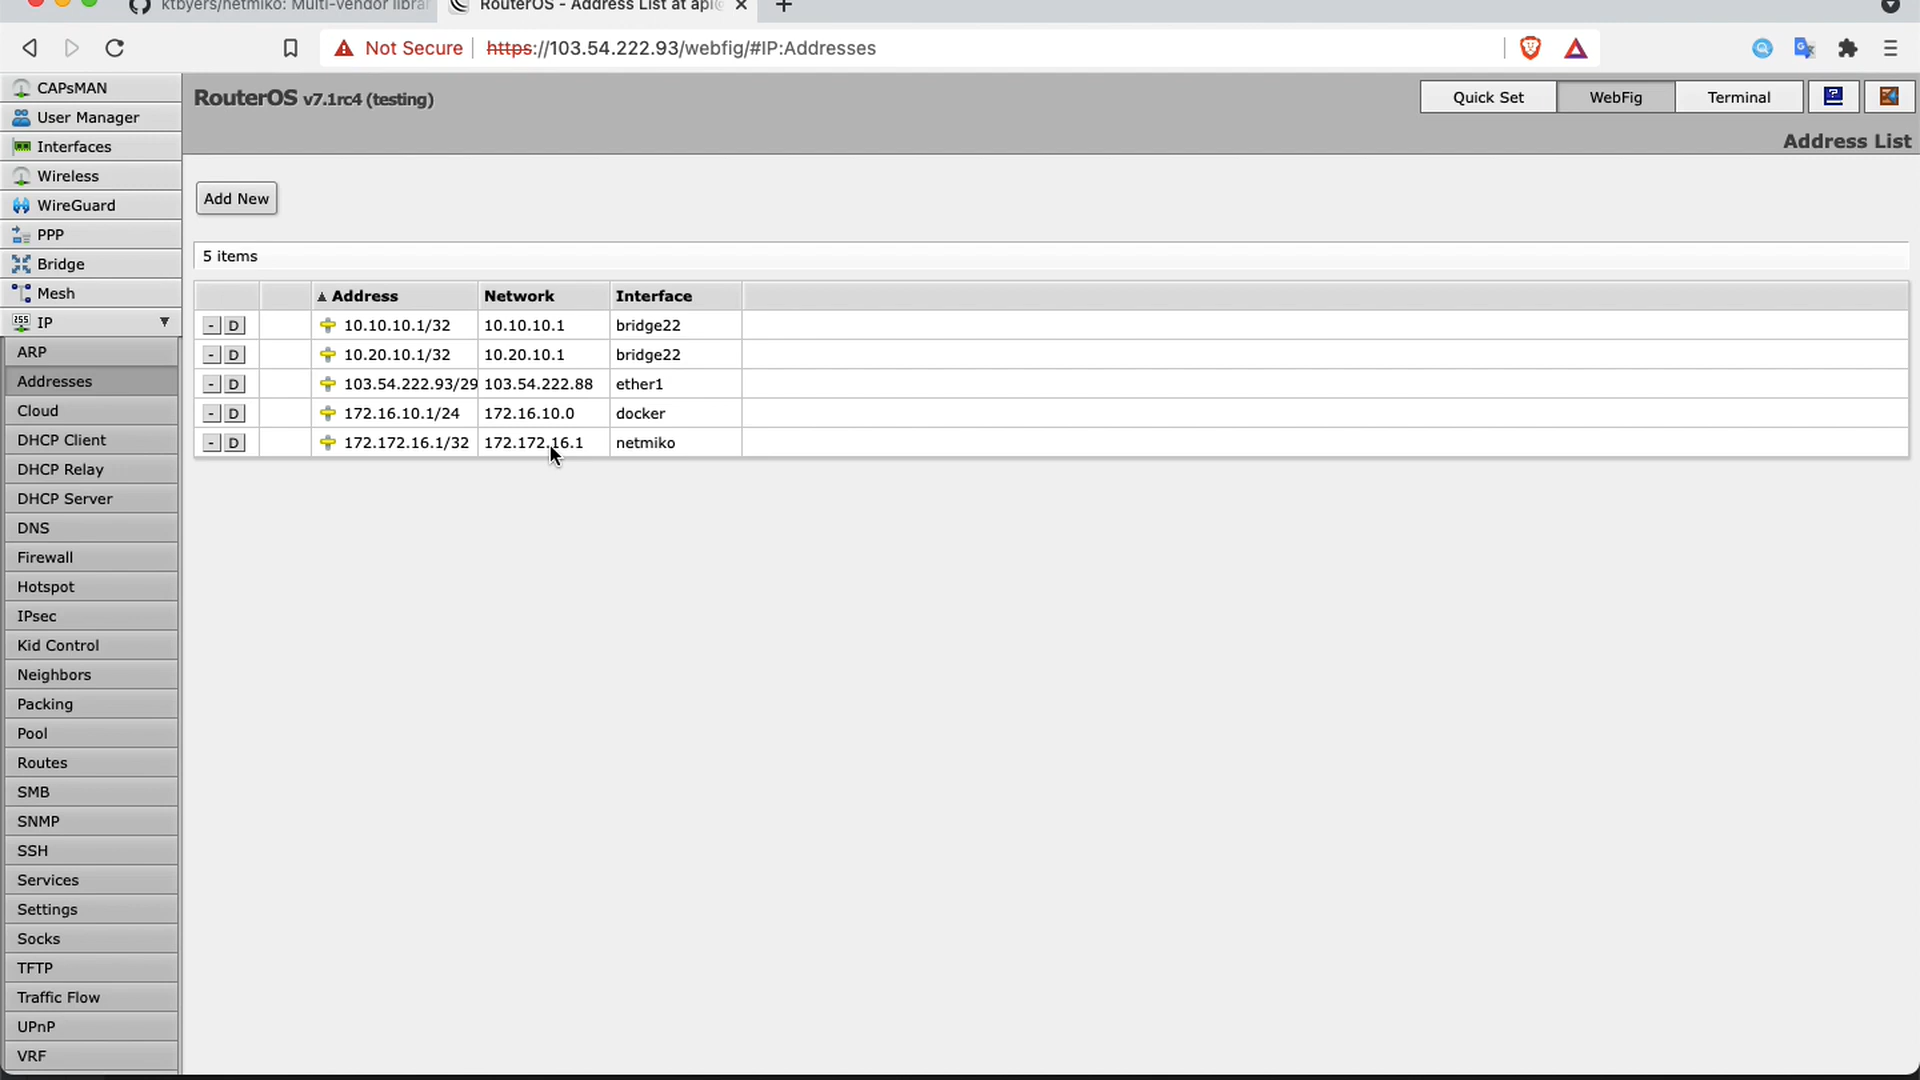 ktbyers/netmiko: Multi-vendor librar
RouterOS - Address List at api@
Not Secure
https://103.54.222.93/webfig/#IP:Addresses
CAPsMAN
User Manager
Interfaces
Wireless
WireGuard
PPP
Bridge
Mesh
255 IP
ARP
Addresses
Cloud
DHCP Client
DHCP Relay
DHCP Server
DNS
Firewall
Hotspot
IPsec
Kid Control
Neighbors
Packing
Pool
Routes
SMB
SNMP
SSH
Services
Settings
Socks
TFTP
Traffic Flow
UPnP
VRF
RouterOS v7.1rc4 (testing)
Quick Set WebFig Terminal
Address List
Add New
5 items
Address Network Interface
- D 10.10.10.1/32 10.10.10.1 bridge22
- D 10.20.10.1/32 10.20.10.1 bridge22
- D 103.54.222.93/29 103.54.222.88 ether1
- D 172.16.10.1/24 172.16.10.0 docker
- D 172.172.16.1/32 172.172.16.1 netmiko